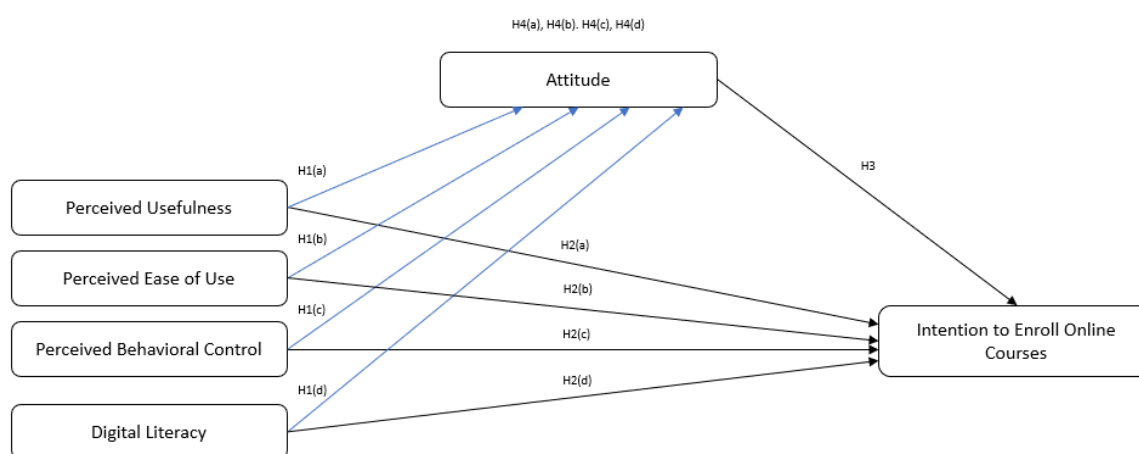 H4(a), H4(b). H4(c), H4(d)
Attitude
H1(a)
H3
Perceived Usefulness
H1(b)
H2(a)
Perceived Ease of Use
H2(b)
H1(c)
Intention to Enroll Online
Courses
H2(c)
Perceived Behavioral Control
H1(d)
H2(d)
Digital Literacy